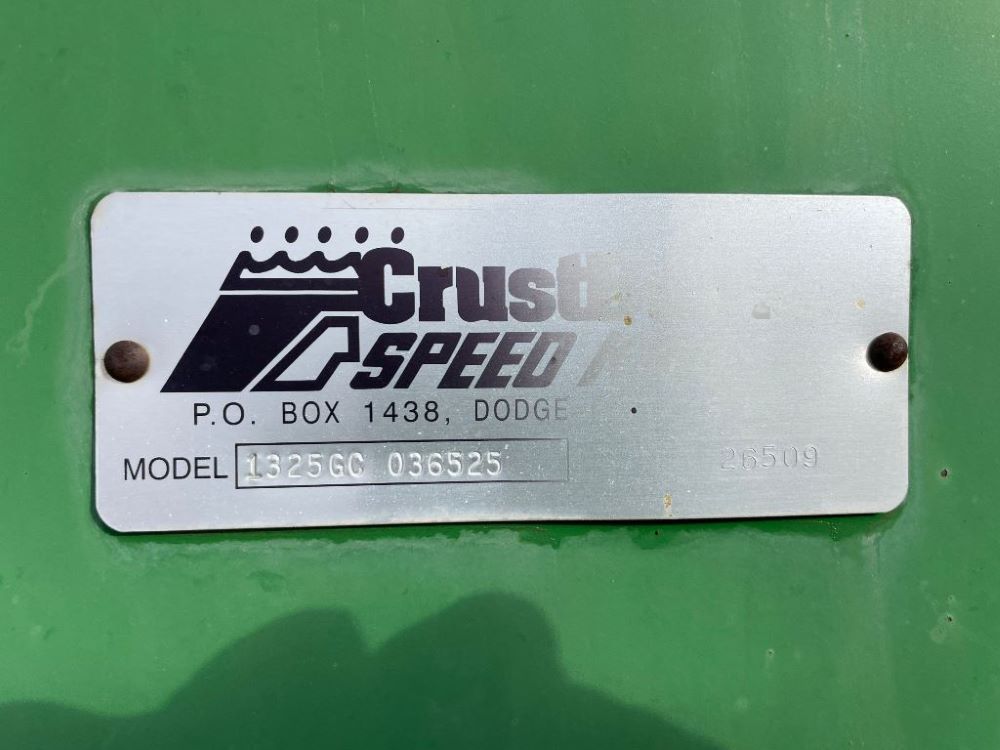 Crust
SPEED
P.O. BOX 1438, DODGE
MODEL 1325GC 036525 26509